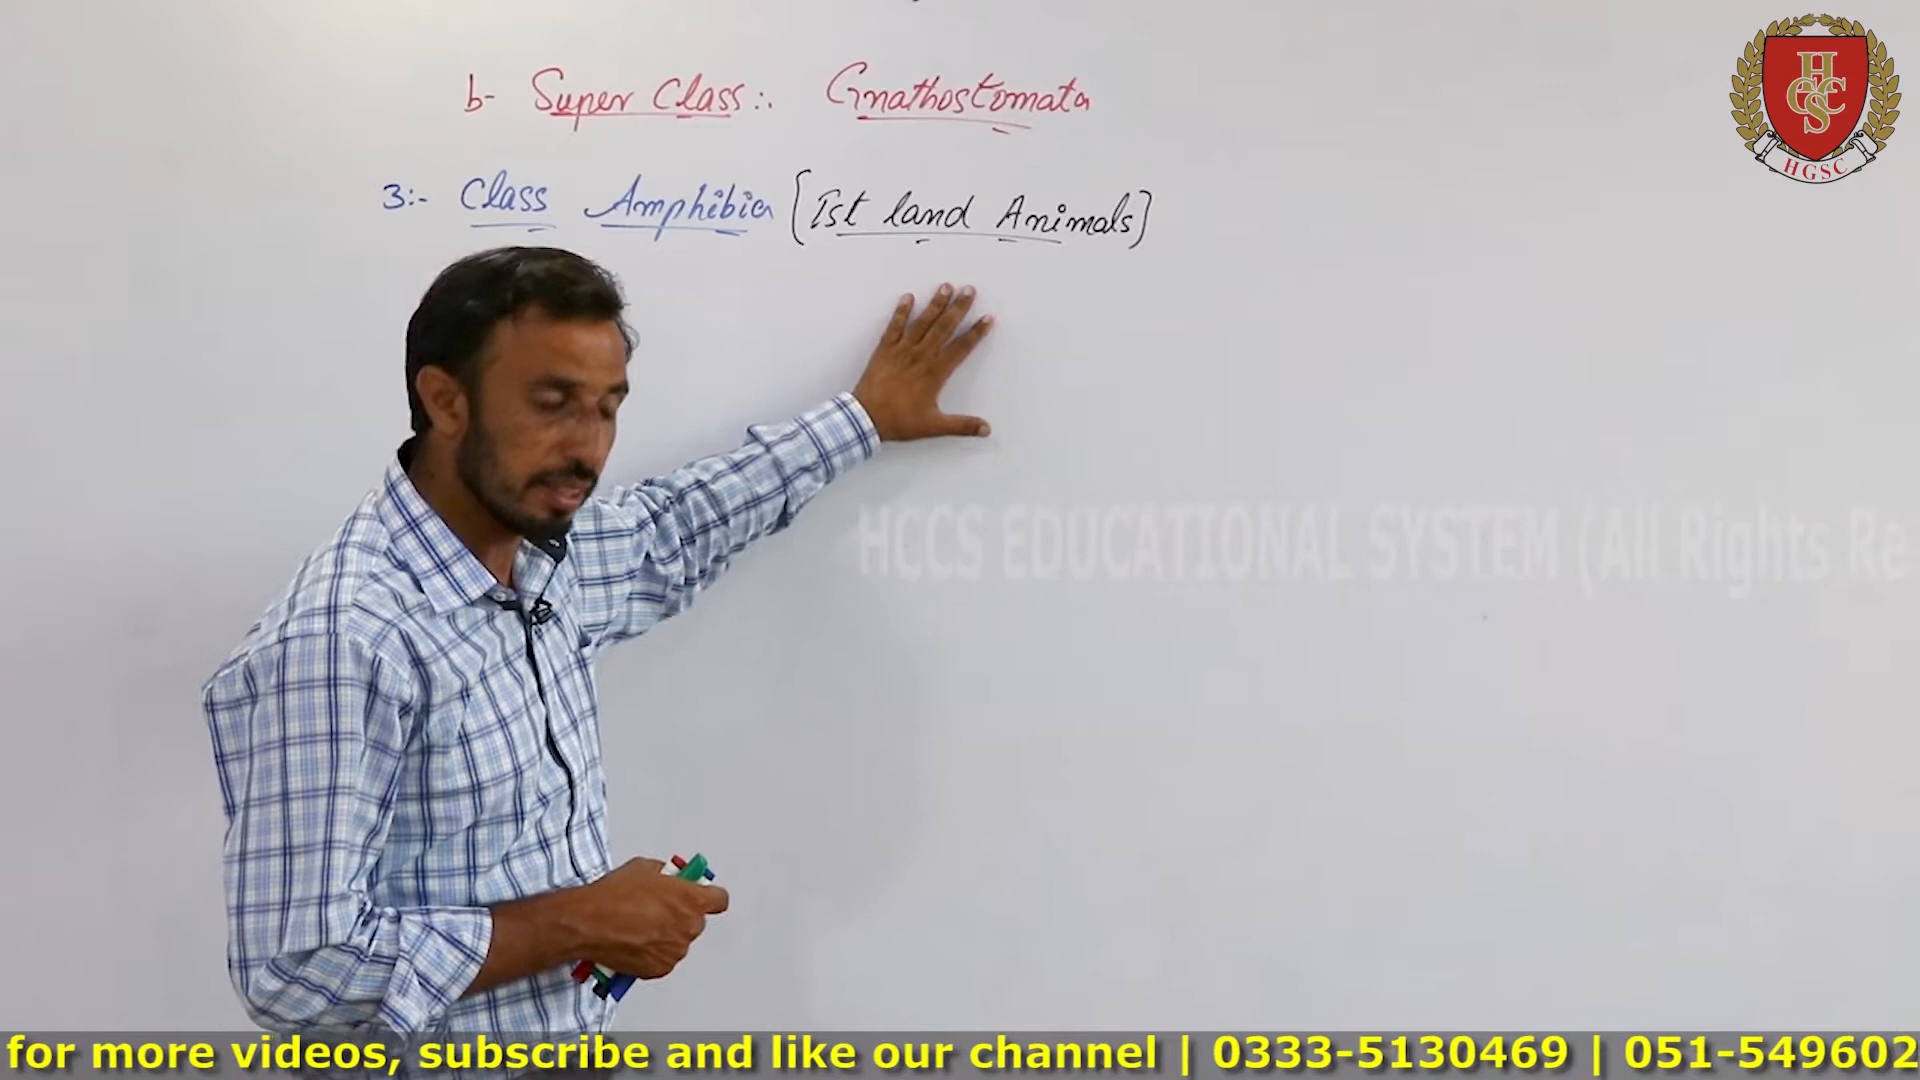 b- Super Class:. Gnathostomata
3:- Class Amphibia [Ist land Animals]
HCCS
HGSC
HCCS EDUCATIONAL SYSTEM (All Rights Re
for more videos, subscribe and like our channel | 0333-5130469 | 051-549602